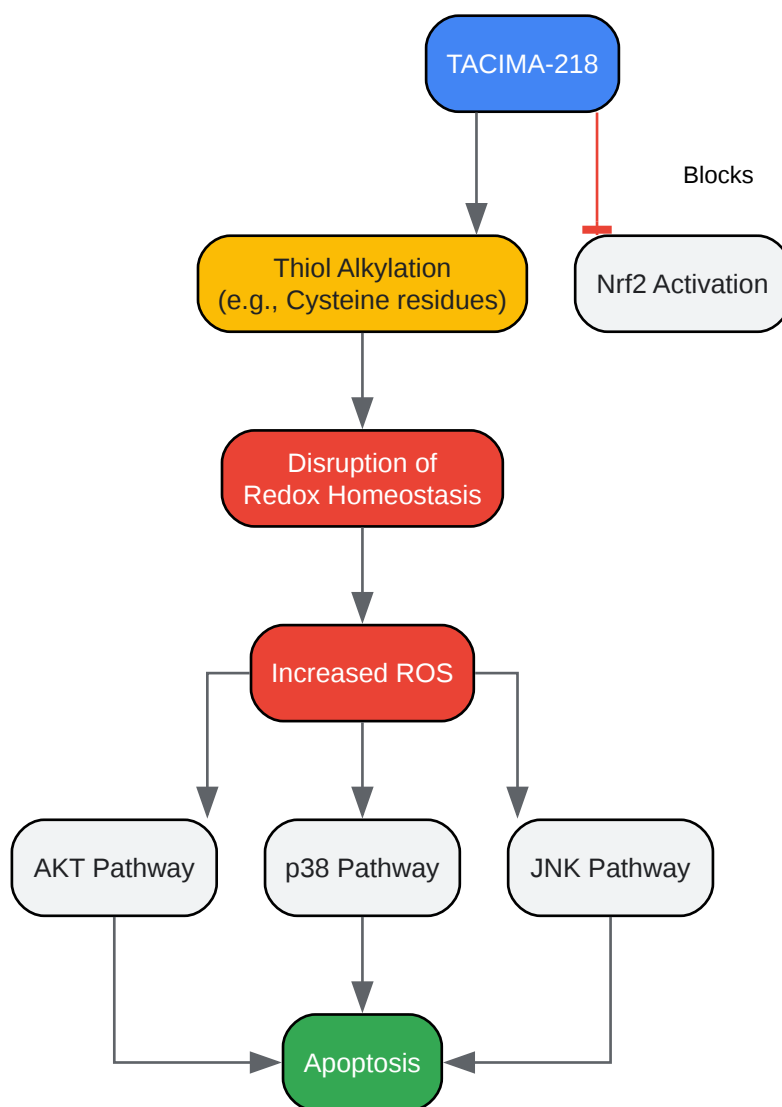 TACIMA-218
Blocks
Thiol Alkylation
(e.g., Cysteine residues)
Nrf2 Activation
Disruption of
Redox Homeostasis
Increased ROS
AKT Pathway
p38 Pathway
JNK Pathway
Apoptosis